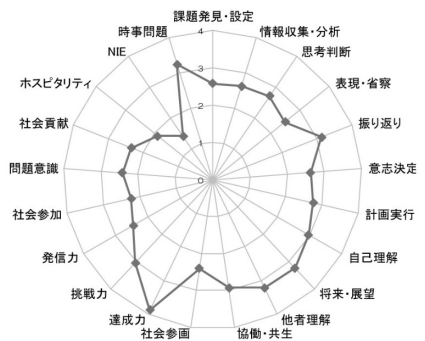 課題発見・設定
情報収集・分析
思考判断
表現・省察
振り返り
意志決定
計画実行
自己理解
将来・展望
他者理解
協働・共生
社会参画
達成力
挑戦力
発信力
社会参加
問題意識
社会貢献
ホスピタリティ
NIE
時事問題
4
3
2
1
0